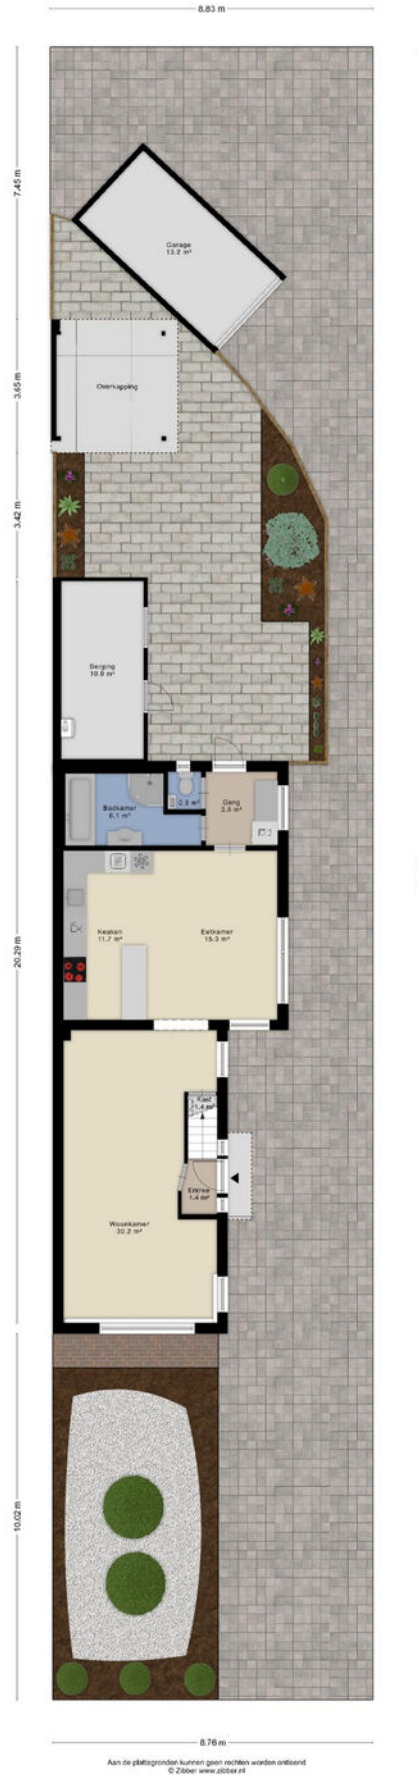 8.83 m
7.45 m
Garage
13.2 m²
3.65 m
Overkapping
3.42 m
Berging
10.9 m²
Badkamer
6.1 m²
0.9 m²
Gang
3.9 m²
20.29 m
Keuken
11.7 m²
Eetkamer
15.3 m²
Kast
1.4 m²
Entree
1.4 m²
Woonkamer
30.2 m²
10.02 m
8.76 m
Aan de plattegronden kunnen geen rechten worden ontleend
© Zibber www.zibber.nl